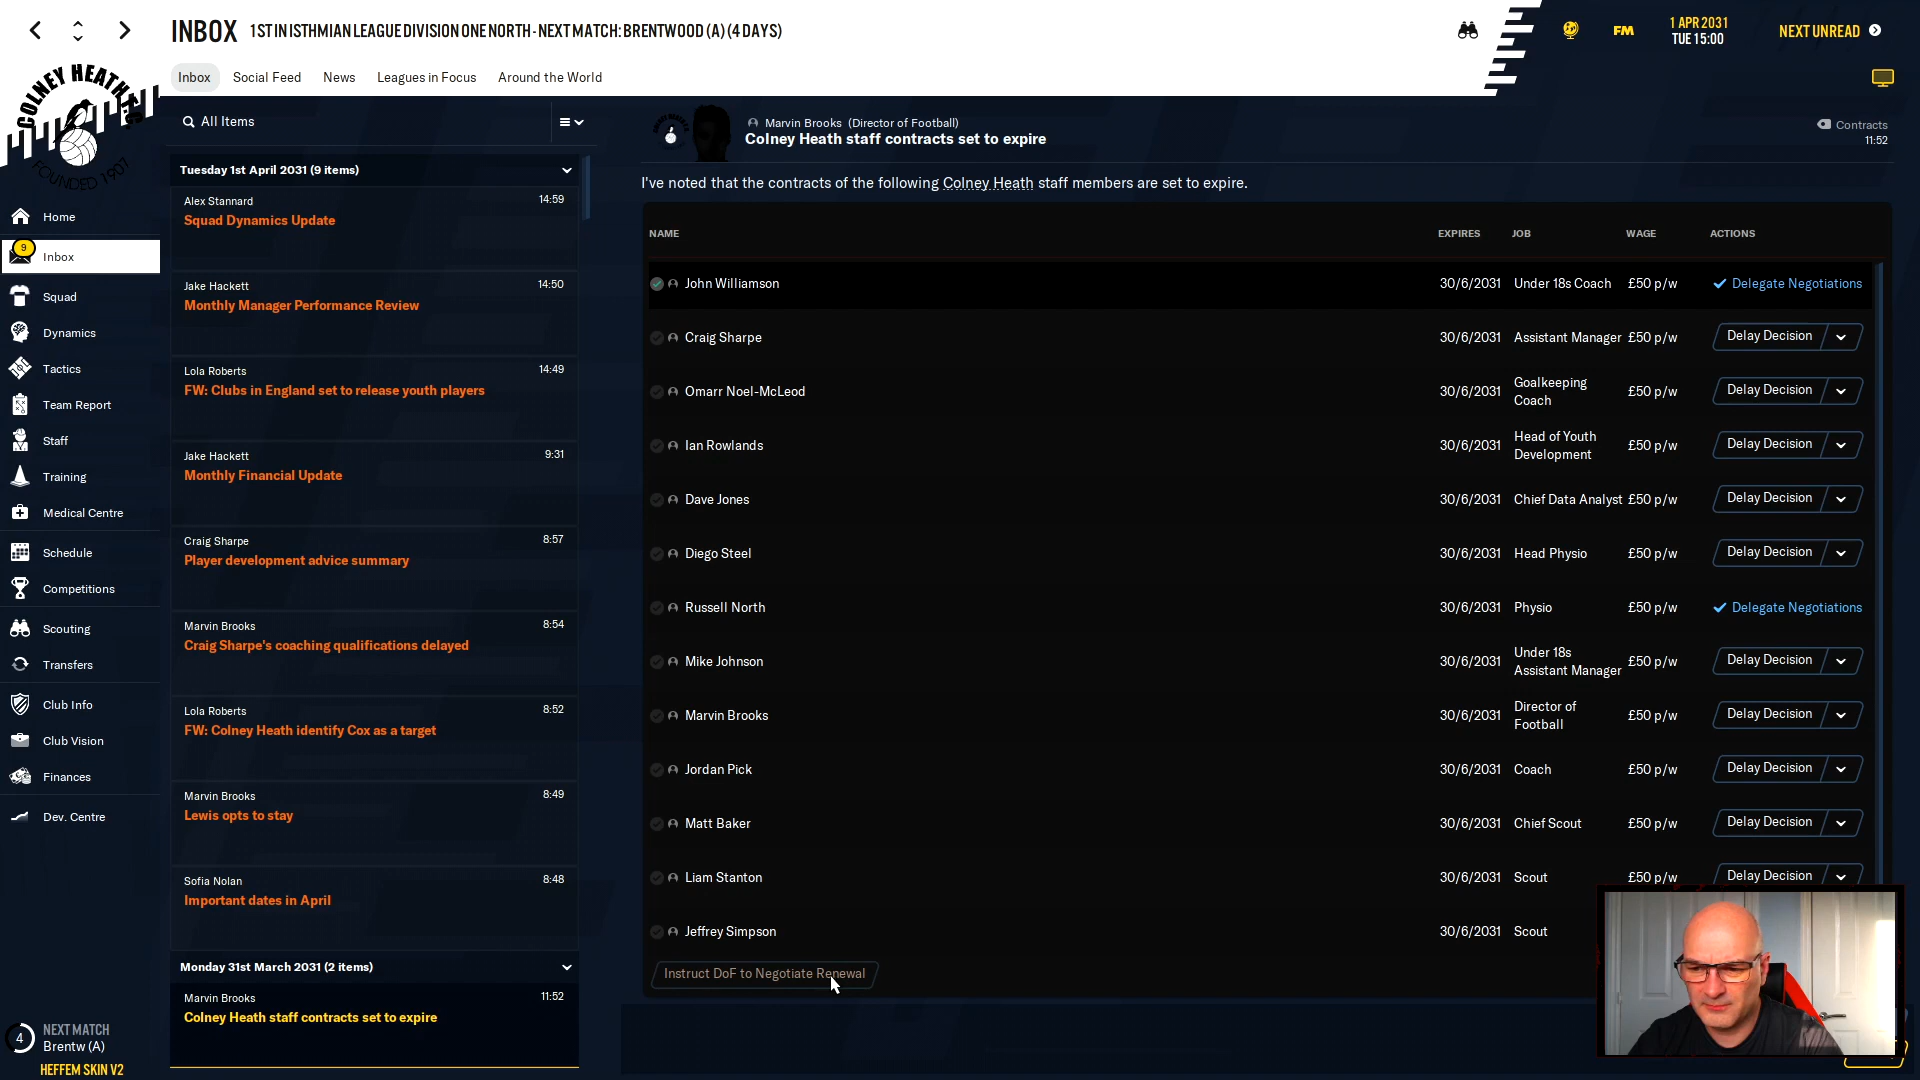 INBOX
1ST IN ISTHMIAN LEAGUE DIVISION ONE NORTH - NEXT MATCH: BRENTWOOD (A) (4 DAYS)
FM
1 APR 2031
TUE 15:00
NEXT UNREAD
Inbox
Social Feed
News
Leagues in Focus
Around the World
COLNEY HEATH F.C.
FOUNDED 1907
Home
9
Inbox
Squad
Dynamics
Tactics
Team Report
Staff
Training
Medical Centre
Schedule
Competitions
Scouting
Transfers
Club Info
Club Vision
Finances
Dev. Centre
4
NEXT MATCH
Brentw (A)
HEFFEM SKIN V2
All Items
Tuesday 1st April 2031 (9 items)
Alex Stannard 14:59
Squad Dynamics Update
Jake Hackett 14:50
Monthly Manager Performance Review
Lola Roberts 14:49
FW: Clubs in England set to release youth players
Jake Hackett 9:31
Monthly Financial Update
Craig Sharpe 8:57
Player development advice summary
Marvin Brooks 8:54
Craig Sharpe's coaching qualifications delayed
Lola Roberts 8:52
FW: Colney Heath identify Cox as a target
Marvin Brooks 8:49
Lewis opts to stay
Sofia Nolan 8:48
Important dates in April
Monday 31st March 2031 (2 items)
Marvin Brooks 11:52
Colney Heath staff contracts set to expire
Marvin Brooks (Director of Football)
Colney Heath staff contracts set to expire
Contracts
11:52
I've noted that the contracts of the following Colney Heath staff members are set to expire.
NAME EXPIRES JOB WAGE ACTIONS
John Williamson 30/6/2031 Under 18s Coach £50 p/w Delegate Negotiations
Craig Sharpe 30/6/2031 Assistant Manager £50 p/w Delay Decision
Omarr Noel-McLeod 30/6/2031 Goalkeeping Coach £50 p/w Delay Decision
Ian Rowlands 30/6/2031 Head of Youth Development £50 p/w Delay Decision
Dave Jones 30/6/2031 Chief Data Analyst £50 p/w Delay Decision
Diego Steel 30/6/2031 Head Physio £50 p/w Delay Decision
Russell North 30/6/2031 Physio £50 p/w Delegate Negotiations
Mike Johnson 30/6/2031 Under 18s Assistant Manager £50 p/w Delay Decision
Marvin Brooks 30/6/2031 Director of Football £50 p/w Delay Decision
Jordan Pick 30/6/2031 Coach £50 p/w Delay Decision
Matt Baker 30/6/2031 Chief Scout £50 p/w Delay Decision
Liam Stanton 30/6/2031 Scout £50 p/w Delay Decision
Jeffrey Simpson 30/6/2031 Scout
Instruct DoF to Negotiate Renewal